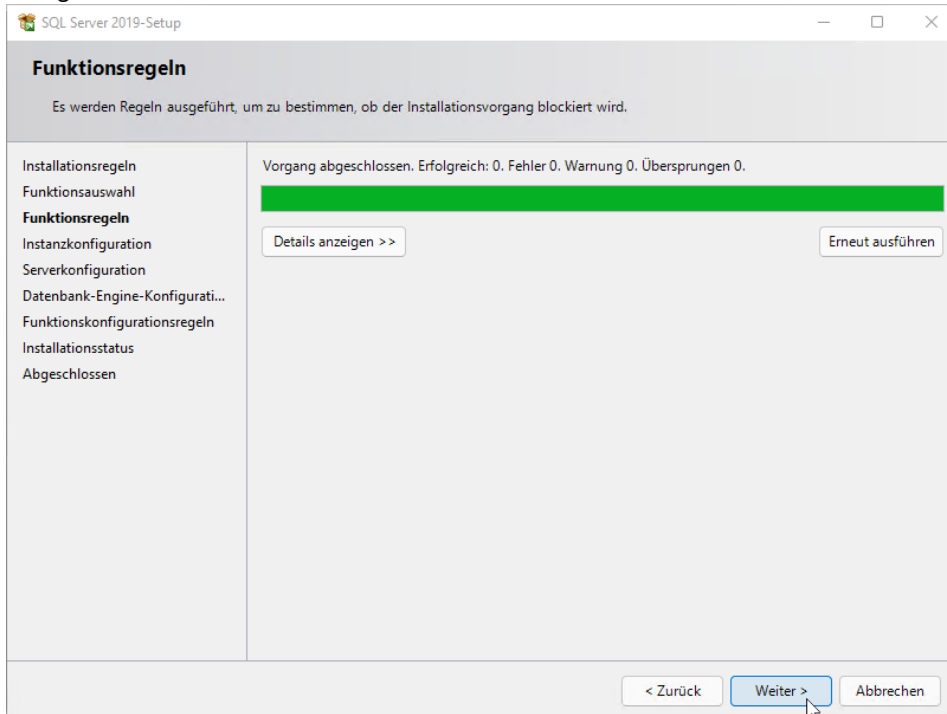 SQL Server 2019-Setup
Funktionsregeln
Es werden Regeln ausgeführt, um zu bestimmen, ob der Installationsvorgang blockiert wird.
Installationsregeln
Funktionsauswahl
Funktionsregeln
Instanzkonfiguration
Serverkonfiguration
Datenbank-Engine-Konfigurati...
Funktionskonfigurationsregeln
Installationsstatus
Abgeschlossen
Vorgang abgeschlossen. Erfolgreich: 0. Fehler 0. Warnung 0. Übersprungen 0.
Details anzeigen >>
Erneut ausführen
< Zurück
Weiter >
Abbrechen